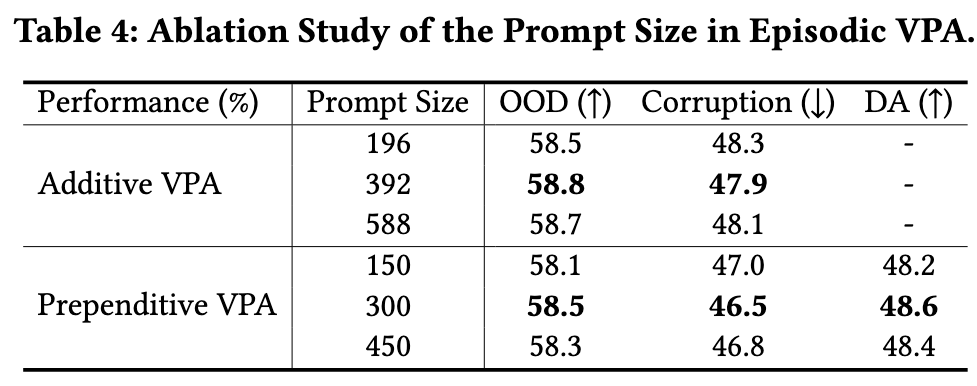 Table 4: Ablation Study of the Prompt Size in Episodic VPA.
Performance (%) Prompt Size OOD (↑) Corruption (↓) DA (↑)
196 58.5 48.3 -
Additive VPA 392 58.8 47.9 -
588 58.7 48.1 -
150 58.1 47.0 48.2
Prependitive VPA 300 58.5 46.5 48.6
450 58.3 46.8 48.4